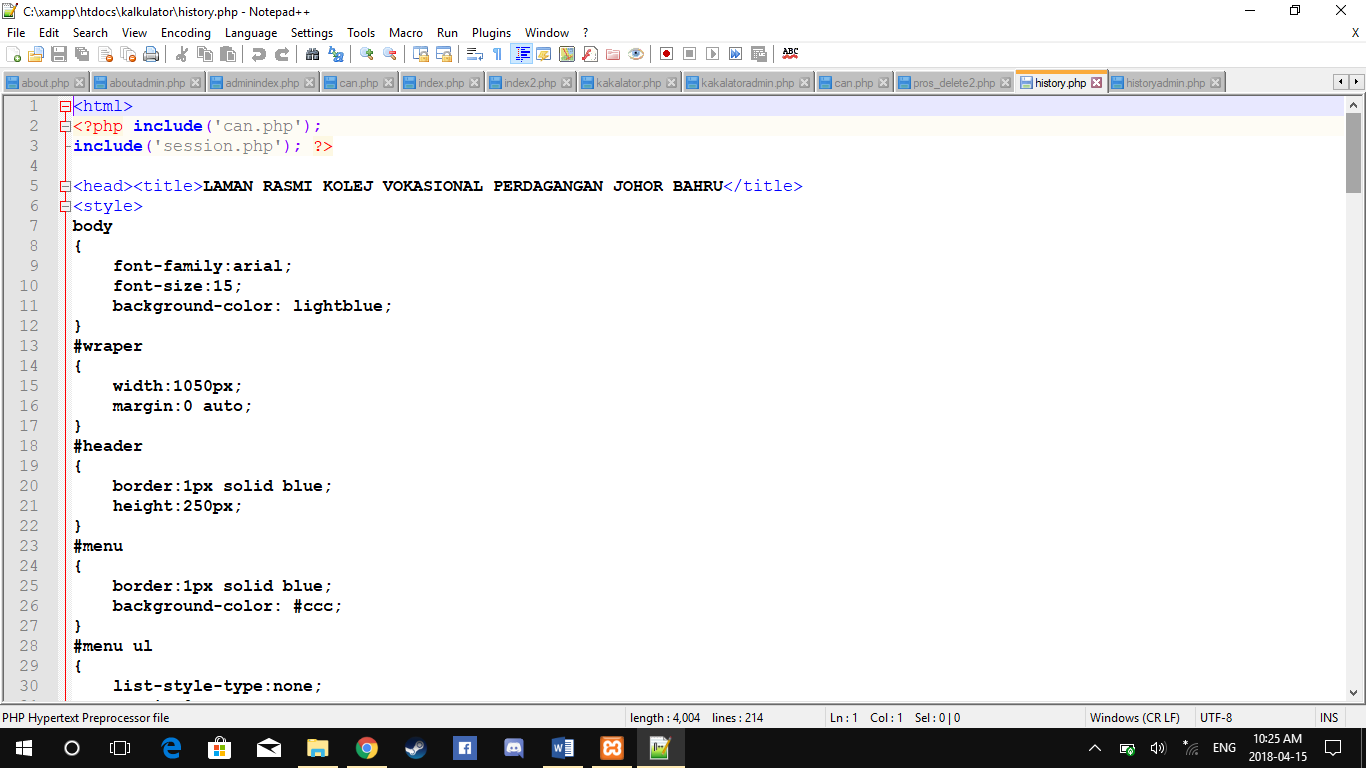 C:\xampp\htdocs\kalkulator\history.php - Notepad++
File Edit Search View Encoding Language Settings Tools Macro Run Plugins Window ? X
ABC
about.php aboutadmin.php adminindex.php can.php index.php index2.php kakalator.php kakalatoradmin.php can.php pros_delete2.php history.php historyadmin.php
1 <html>
2 <?php include('can.php');
3 include('session.php'); ?>
4
5 <head><title>LAMAN RASMI KOLEJ VOKASIONAL PERDAGANGAN JOHOR BAHRU</title>
6 <style>
7 body
8 {
9 font-family:arial;
10 font-size:15;
11 background-color: lightblue;
12 }
13 #wraper
14 {
15 width:1050px;
16 margin:0 auto;
17 }
18 #header
19 {
20 border:1px solid blue;
21 height:250px;
22 }
23 #menu
24 {
25 border:1px solid blue;
26 background-color: #ccc;
27 }
28 #menu ul
29 {
30 list-style-type:none;
PHP Hypertext Preprocessor file length : 4,004 lines : 214 Ln : 1 Col : 1 Sel : 0 | 0 Windows (CR LF) UTF-8 INS
ENG 10:25 AM
2018-04-15